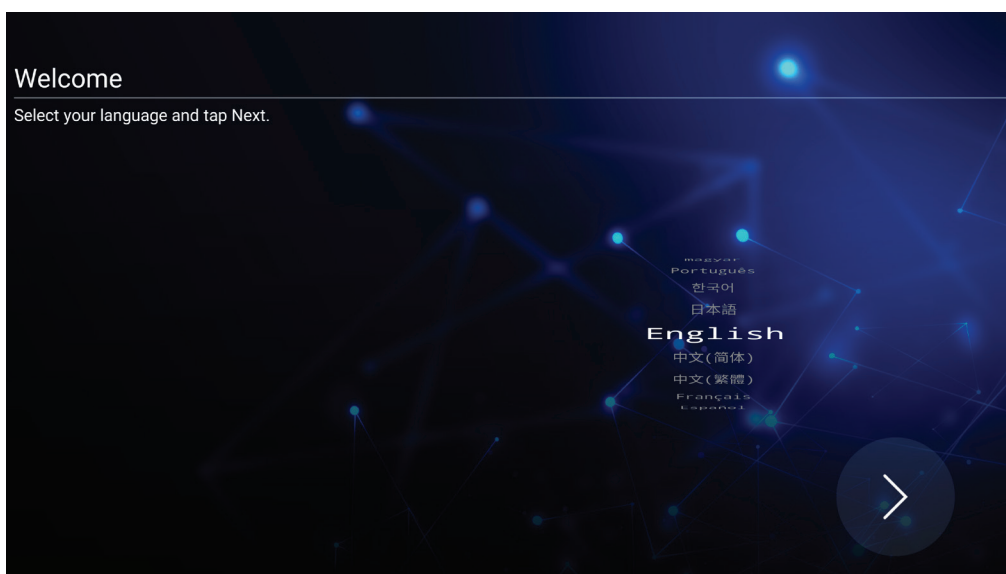 Welcome
Select your language and tap Next.
magyar
Português
한국어
日本語
English
中文(简体)
中文(繁體)
Français
Español